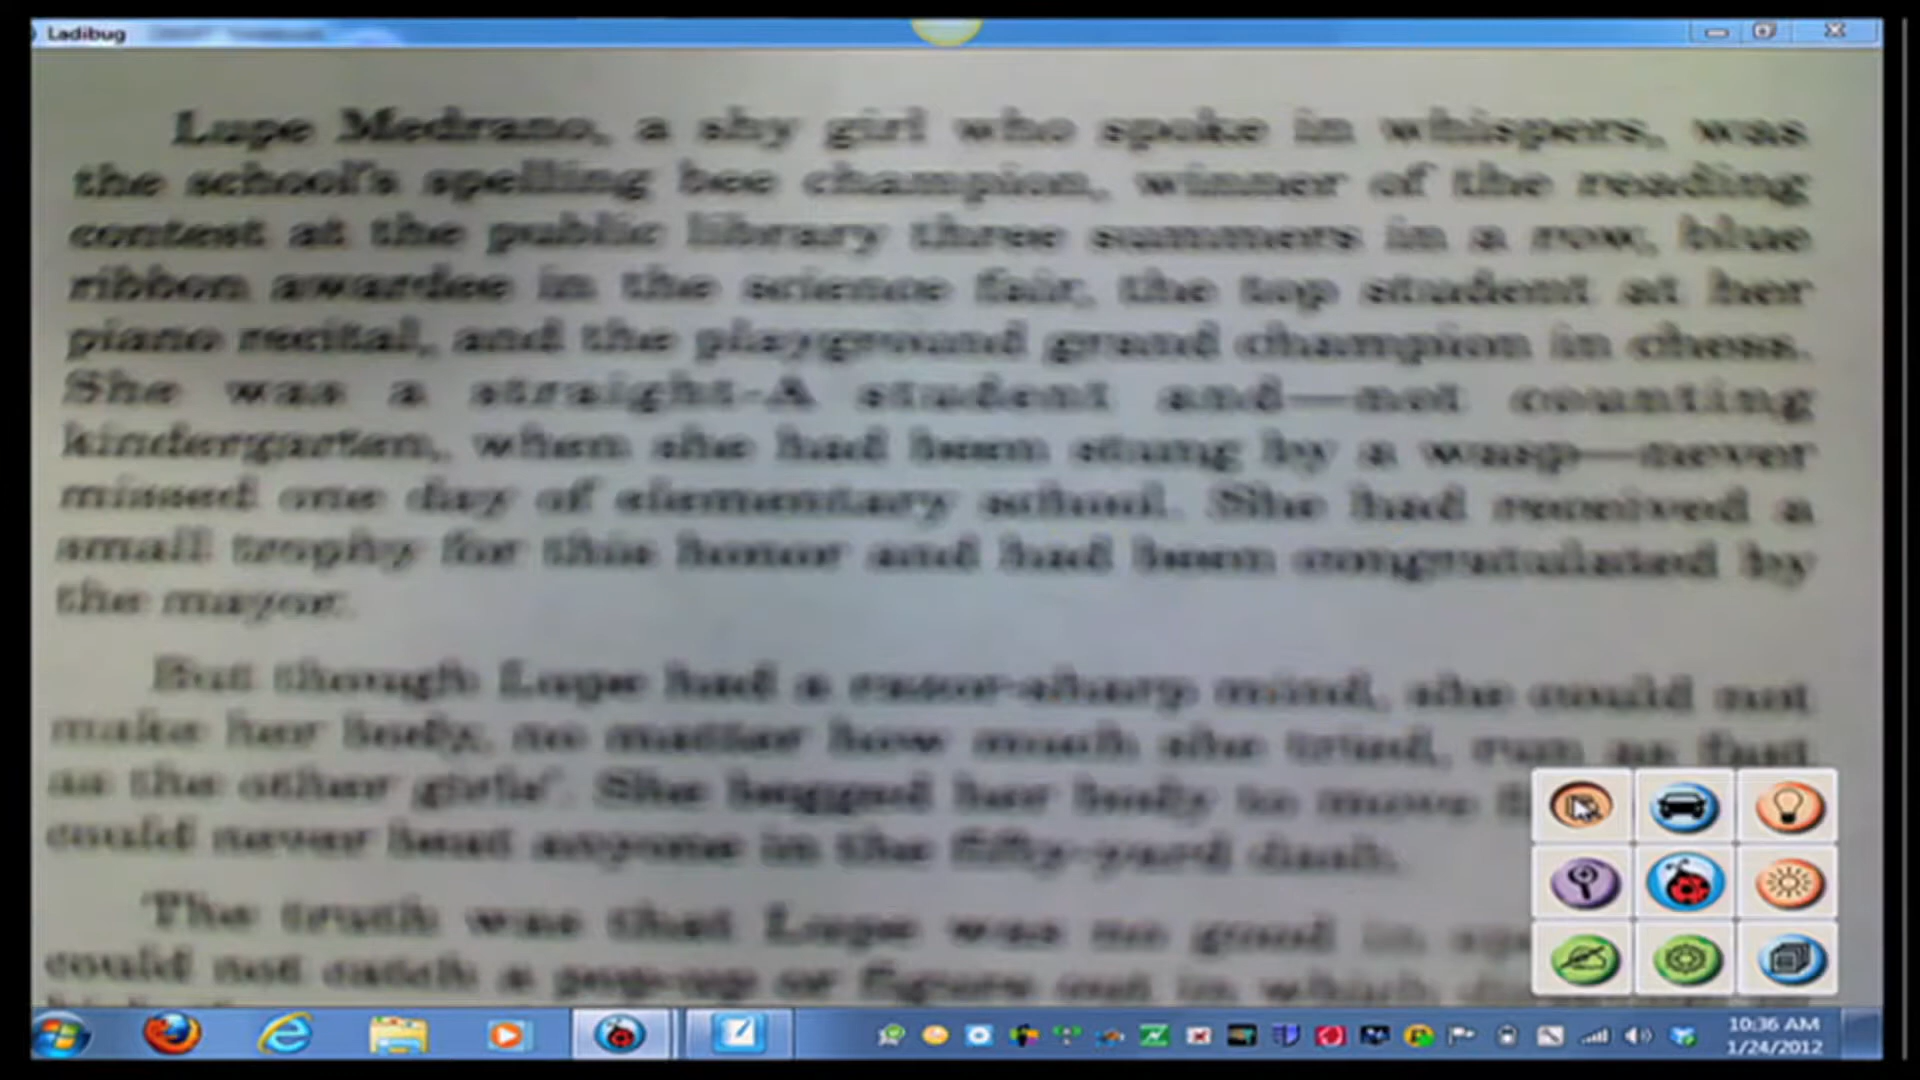 Ladibug
Lupe Medrano, a shy girl who spoke in whispers, was
the school's spelling bee champion, winner of the reading
contest at the public library three summers in a row, blue
ribbon awardee in the science fair, the top student at her
piano recital, and the playground grand champion in chess.
She was a straight-A student and—not counting
kindergarten, when she had been stung by a wasp—never
missed one day of elementary school. She had received a
small trophy for this honor and had been congratulated by
the mayor.
But though Lupe had a razor-sharp mind, she could not
make her body, no matter how much she tried, run as fast
as the other girls'. She begged her body to move
could never beat anyone in the fifty-yard dash.
The truth was that Lupe was no good in
could not catch a pop-up or figure out in which
10:36 AM
1/24/2012